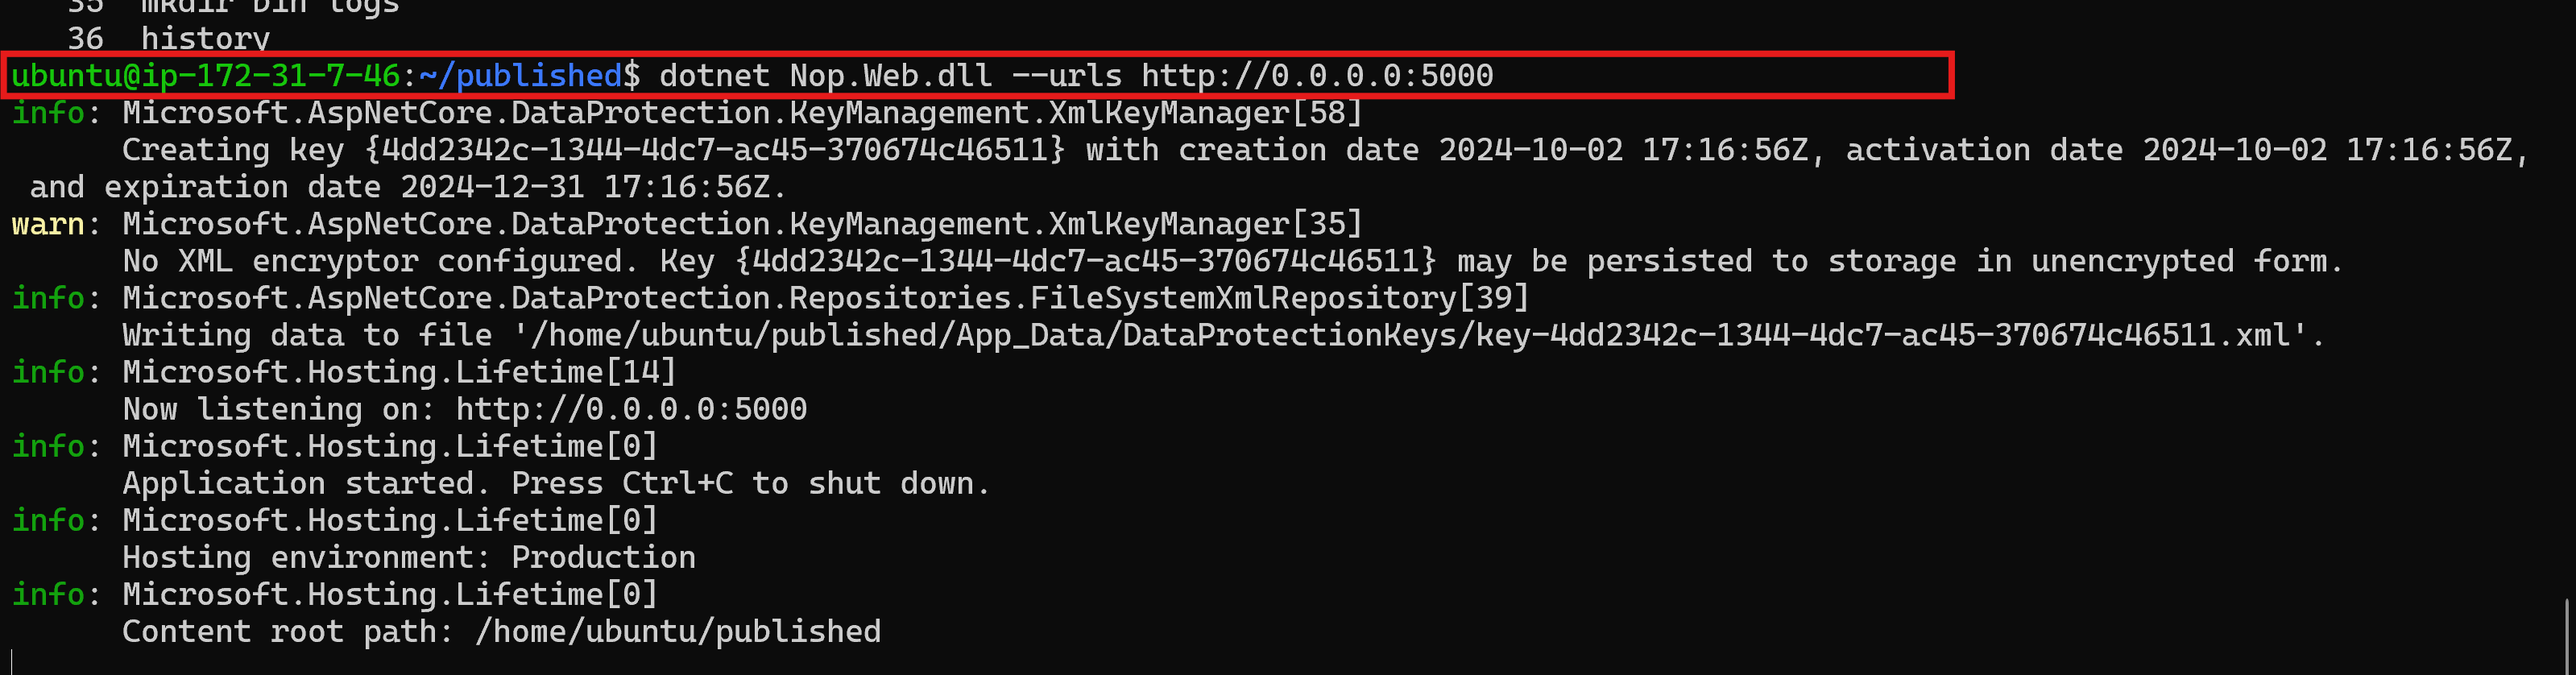 35  mkdir bin logs
36  history
ubuntu@ip-172-31-7-46:~/published$ dotnet Nop.Web.dll --urls http://0.0.0.0:5000
info: Microsoft.AspNetCore.DataProtection.KeyManagement.XmlKeyManager[58]
Creating key {4dd2342c-1344-4dc7-ac45-370674c46511} with creation date 2024-10-02 17:16:56Z, activation date 2024-10-02 17:16:56Z,
and expiration date 2024-12-31 17:16:56Z.
warn: Microsoft.AspNetCore.DataProtection.KeyManagement.XmlKeyManager[35]
No XML encryptor configured. Key {4dd2342c-1344-4dc7-ac45-370674c46511} may be persisted to storage in unencrypted form.
info: Microsoft.AspNetCore.DataProtection.Repositories.FileSystemXmlRepository[39]
Writing data to file '/home/ubuntu/published/App_Data/DataProtectionKeys/key-4dd2342c-1344-4dc7-ac45-370674c46511.xml'.
info: Microsoft.Hosting.Lifetime[14]
Now listening on: http://0.0.0.0:5000
info: Microsoft.Hosting.Lifetime[0]
Application started. Press Ctrl+C to shut down.
info: Microsoft.Hosting.Lifetime[0]
Hosting environment: Production
info: Microsoft.Hosting.Lifetime[0]
Content root path: /home/ubuntu/published